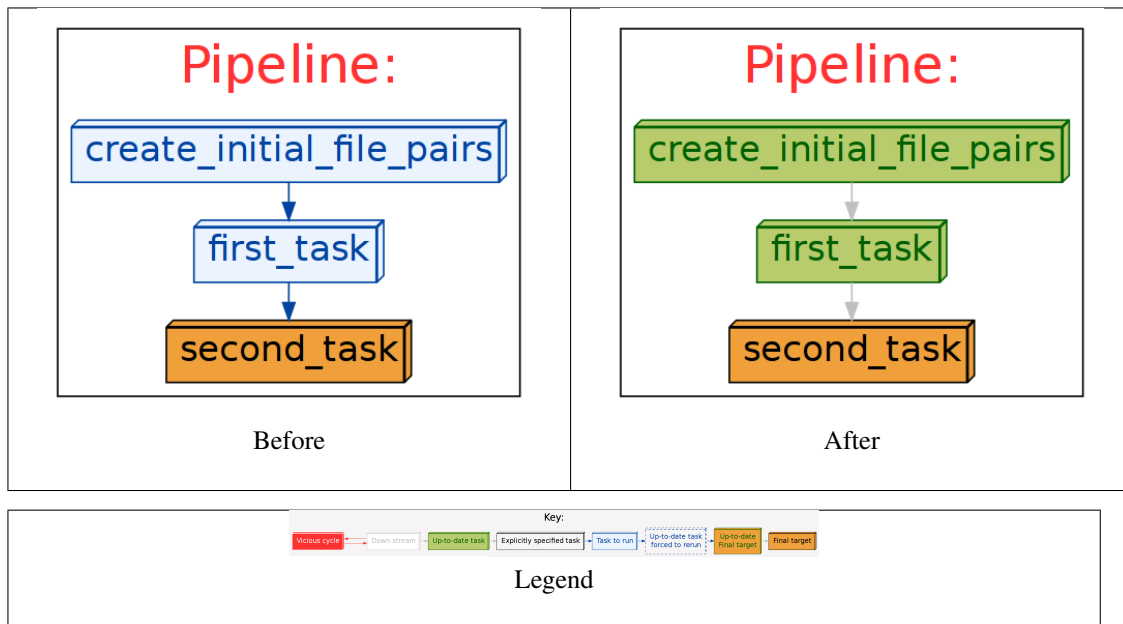 Pipeline:
create_initial_file_pairs
first_task
second_task
Before
Pipeline:
create_initial_file_pairs
first_task
second_task
After
Key:
Vicious cycle
Down stream
Up-to-date task
Explicitly specified task
Task to run
Up-to-date task
forced to rerun
Up-to-date
Final target
Final target
Legend